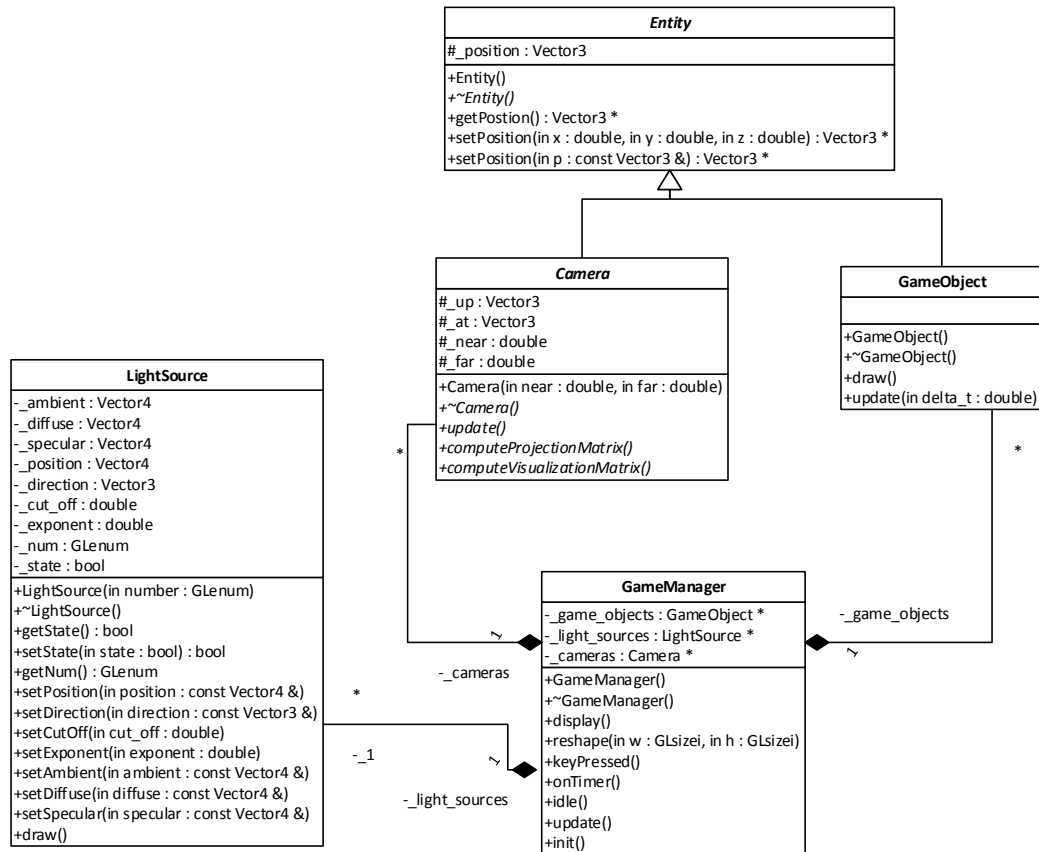 Entity
#_position : Vector3
+Entity()
+~Entity()
+getPostion() : Vector3 *
+setPosition(in x : double, in y : double, in z : double) : Vector3 *
+setPosition(in p : const Vector3 &) : Vector3 *
Camera
#_up : Vector3
#_at : Vector3
#_near : double
#_far : double
+Camera(in near : double, in far : double)
+~Camera()
+update()
+computeProjectionMatrix()
+computeVisualizationMatrix()
GameObject
+GameObject()
+~GameObject()
+draw()
+update(in delta_t : double)
LightSource
-_ambient : Vector4
-_diffuse : Vector4
-_specular : Vector4
-_position : Vector4
-_direction : Vector3
-_cut_off : double
-_exponent : double
-_num : GLenum
-_state : bool
+LightSource(in number : GLenum)
+~LightSource()
+getState() : bool
+setState(in state : bool) : bool
+getNum() : GLenum
+setPosition(in position : const Vector4 &)
+setDirection(in direction : const Vector3 &)
+setCutOff(in cut_off : double)
+setExponent(in exponent : double)
+setAmbient(in ambient : const Vector4 &)
+setDiffuse(in diffuse : const Vector4 &)
+setSpecular(in specular : const Vector4 &)
+draw()
*
*
1
-_cameras
*
-_1
1
-_light_sources
GameManager
-_game_objects : GameObject *
-_light_sources : LightSource *
-_cameras : Camera *
+GameManager()
+~GameManager()
+display()
+reshape(in w : GLsizei, in h : GLsizei)
+keyPressed()
+onTimer()
+idle()
+update()
+init()
-_game_objects
1